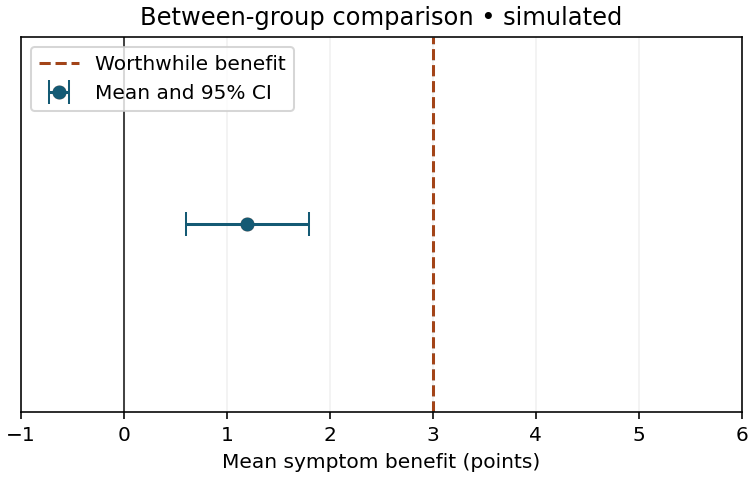 Between-group comparison • simulated
Worthwhile benefit
Mean and 95% CI
−1 0 1 2 3 4 5 6
Mean symptom benefit (points)